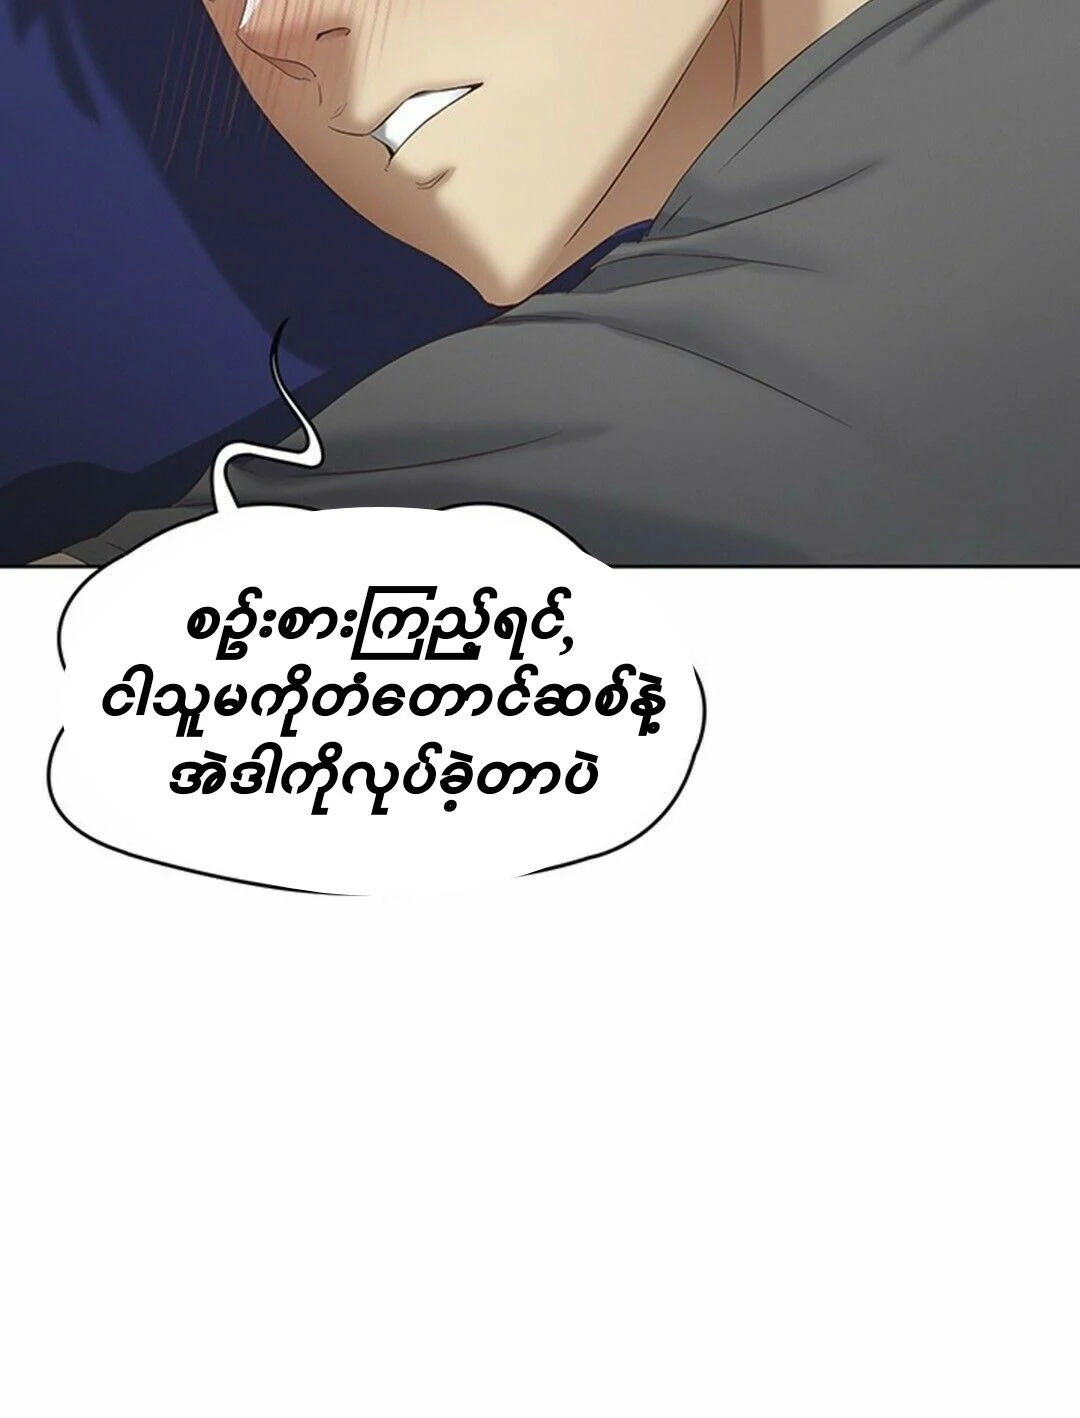 စဥ်းစားကြည့်ရင်,
ငါသူမကိုတံတောင်ဆစ်နဲ့
အဲဒါကိုလုပ်ခဲ့တာပဲ